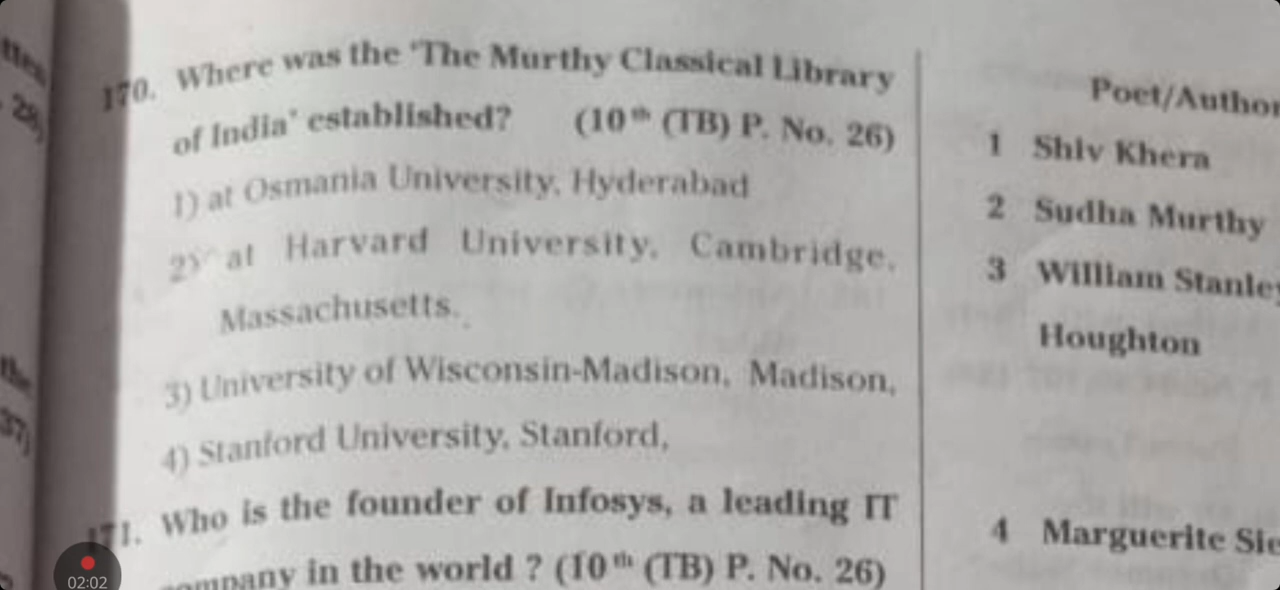 170. Where was the 'The Murthy Classical Library
of India' established? (10th (TB) P. No. 26)
1) at Osmania University, Hyderabad
2) at Harvard University, Cambridge,
Massachusetts.
3) University of Wisconsin-Madison, Madison,
4) Stanford University, Stanford,
171. Who is the founder of Infosys, a leading IT
company in the world ? (10th (TB) P. No. 26)
Poet/Author
1 Shiv Khera
2 Sudha Murthy
3 William Stanley
Houghton
4 Marguerite
37)
02:02